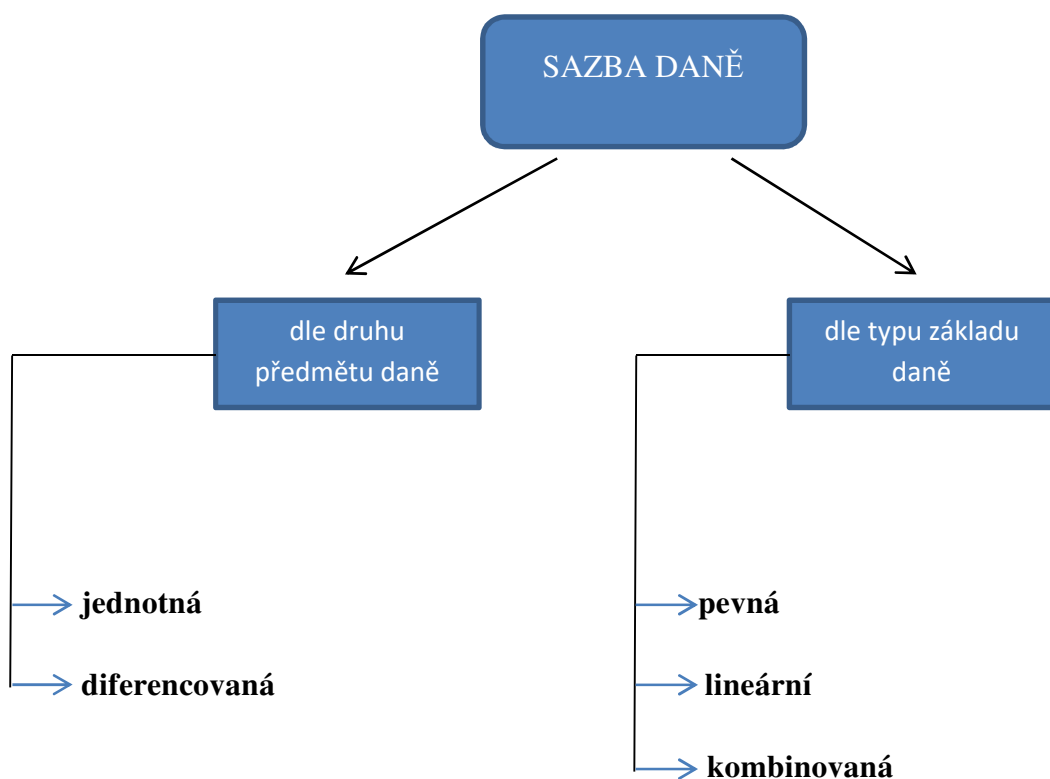 SAZBA DANĚ
dle druhu
předmětu daně
dle typu základu
daně
jednotná
diferencovaná
pevná
lineární
kombinovaná